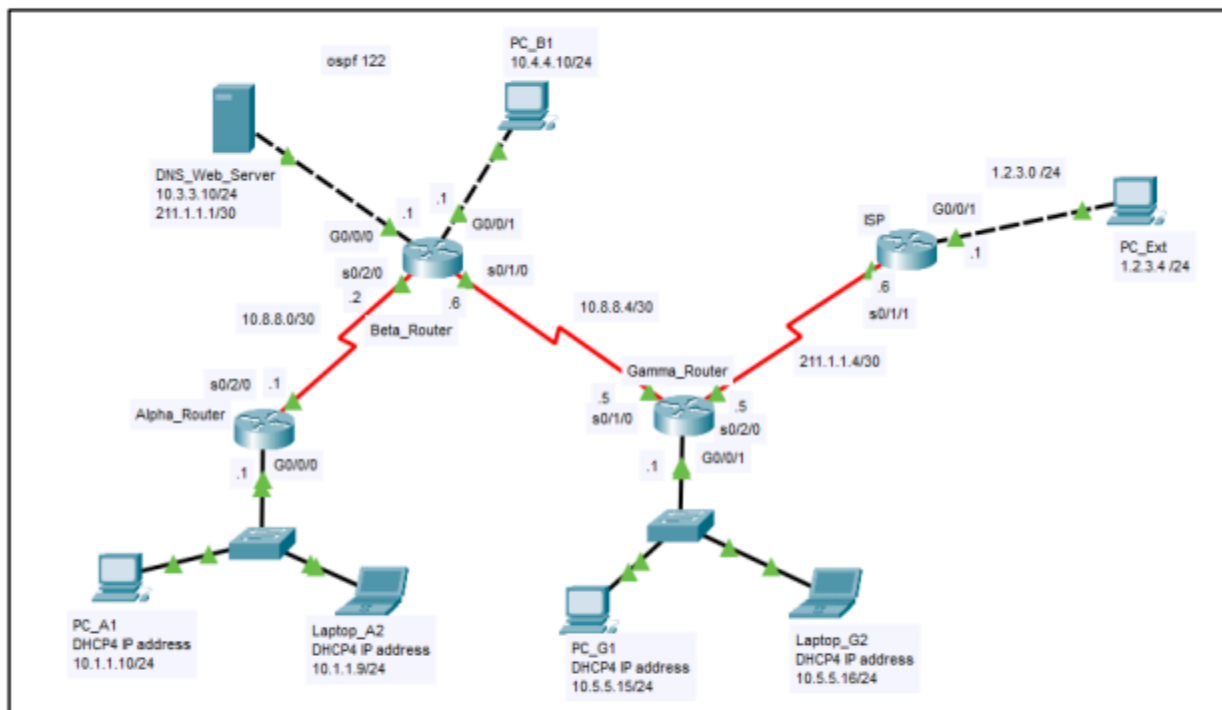 ospf 122
PC_B1
10.4.4.10/24
DNS_Web_Server
10.3.3.10/24
211.1.1.1/30
.1
.1
G0/0/0
G0/0/1
s0/2/0
.2
s0/1/0
.6
Beta_Router
10.8.8.0/30
10.8.8.4/30
1.2.3.0 /24
ISP
G0/0/1
.1
PC_Ext
1.2.3.4 /24
.6
s0/1/1
211.1.1.4/30
s0/2/0
.1
Alpha_Router
.1
G0/0/0
Gamma_Router
.5
s0/1/0
.5
s0/2/0
.1
G0/0/1
PC_A1
DHCP4 IP address
10.1.1.10/24
Laptop_A2
DHCP4 IP address
10.1.1.9/24
PC_G1
DHCP4 IP address
10.5.5.15/24
Laptop_G2
DHCP4 IP address
10.5.5.16/24